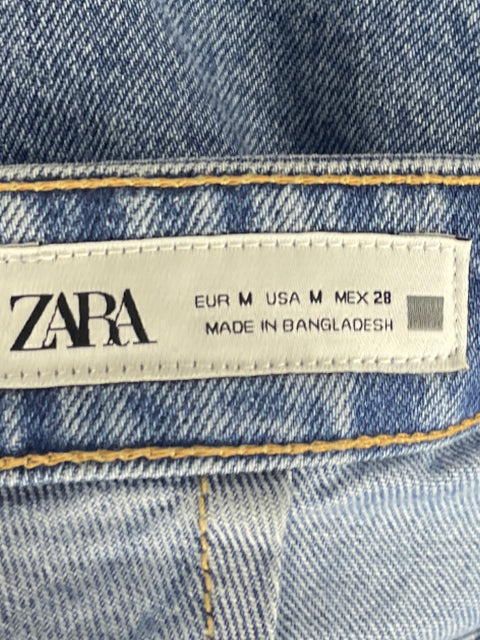 ZARA
EUR M USA M MEX 28
MADE IN BANGLADESH